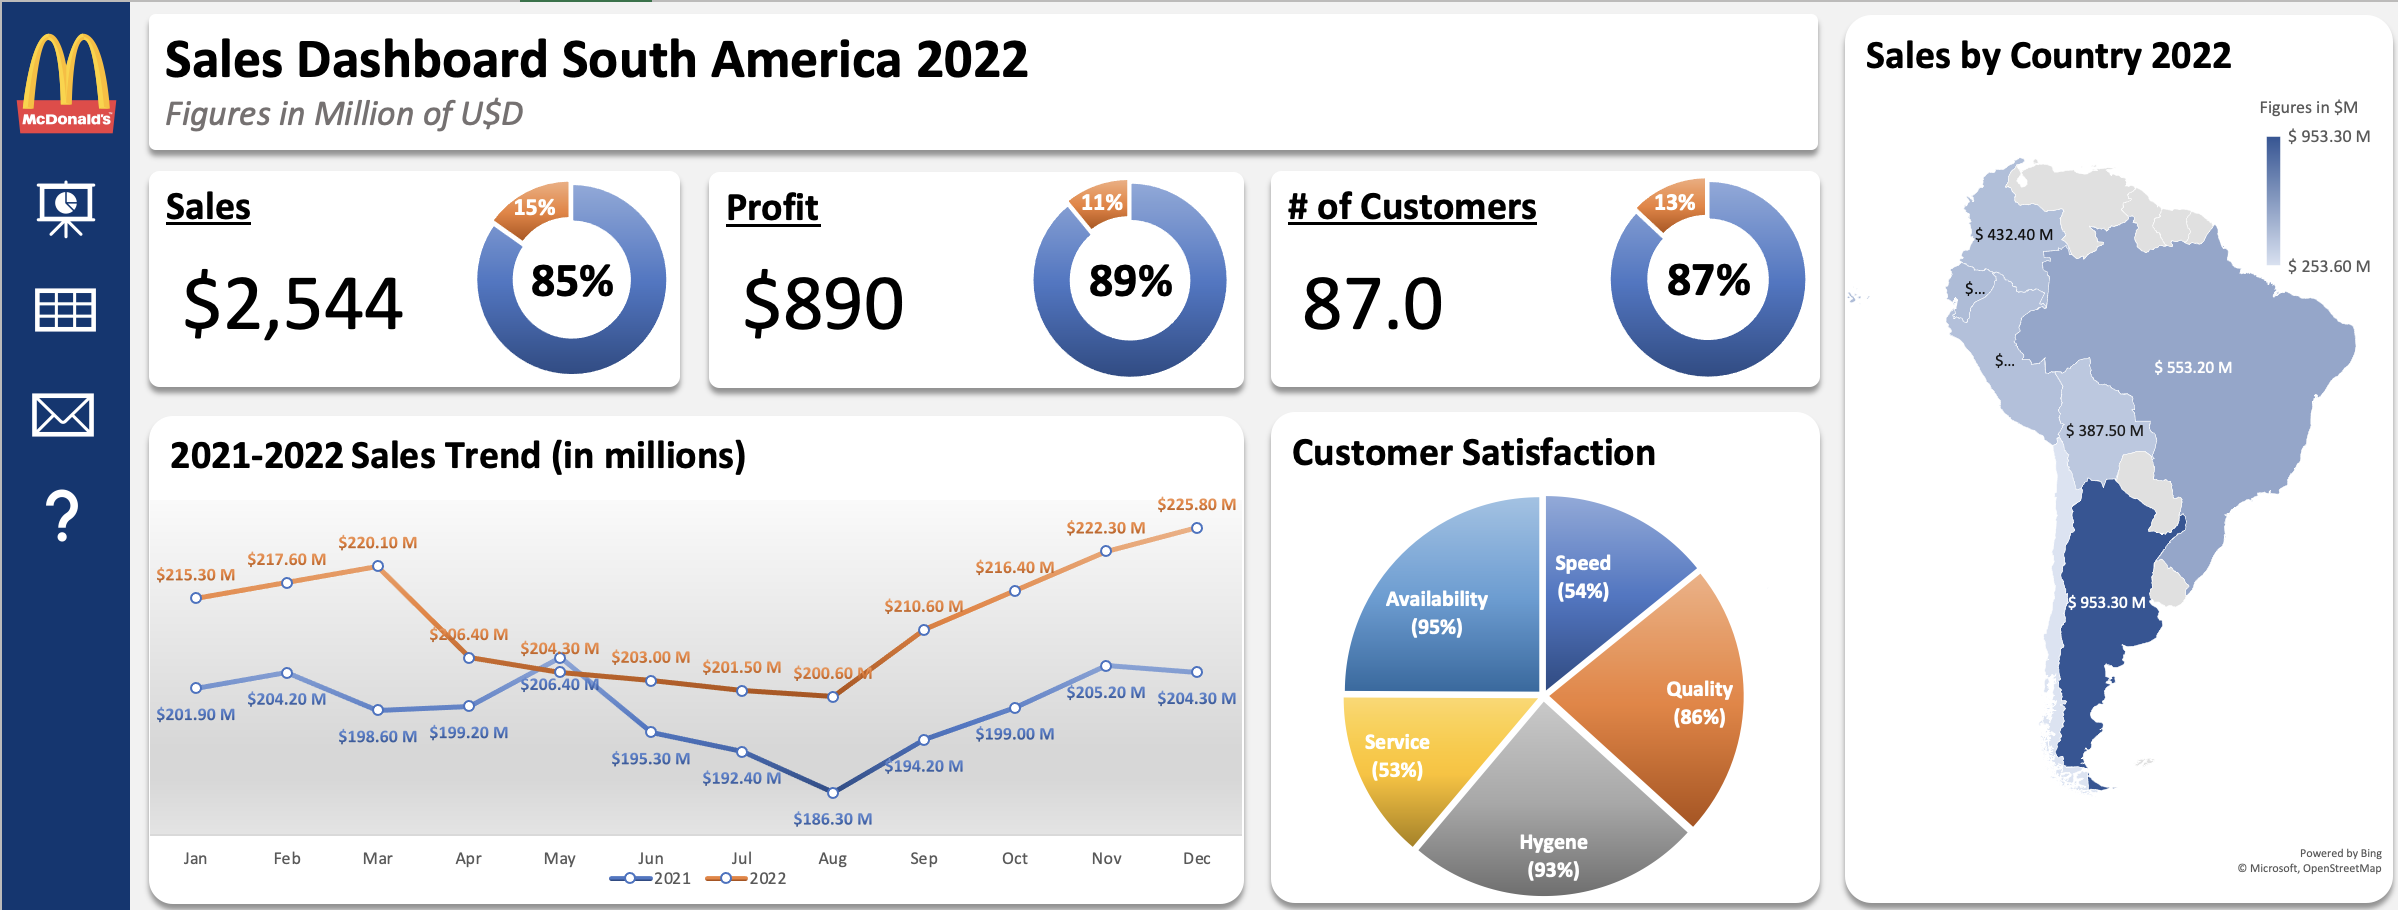 McDonald's
Sales Dashboard South America 2022
Figures in Million of U$D
Sales
$2,544
15%
85%
Profit
$890
11%
89%
# of Customers
87.0
13%
87%
2021-2022 Sales Trend (in millions)
$215.30 M
$217.60 M
$220.10 M
$206.40 M
$204.30 M
$203.00 M
$201.50 M
$200.60 M
$210.60 M
$216.40 M
$222.30 M
$225.80 M
$201.90 M
$204.20 M
$198.60 M
$199.20 M
$206.40 M
$195.30 M
$192.40 M
$186.30 M
$194.20 M
$199.00 M
$205.20 M
$204.30 M
Jan Feb Mar Apr May Jun Jul Aug Sep Oct Nov Dec
2021 2022
Customer Satisfaction
Speed
(54%)
Quality
(86%)
Hygene
(93%)
Service
(53%)
Availability
(95%)
Sales by Country 2022
Figures in $M
$ 953.30 M
$ 253.60 M
$ 432.40 M
$...
$...
$ 553.20 M
$ 387.50 M
$ 953.30 M
Powered by Bing
© Microsoft, OpenStreetMap